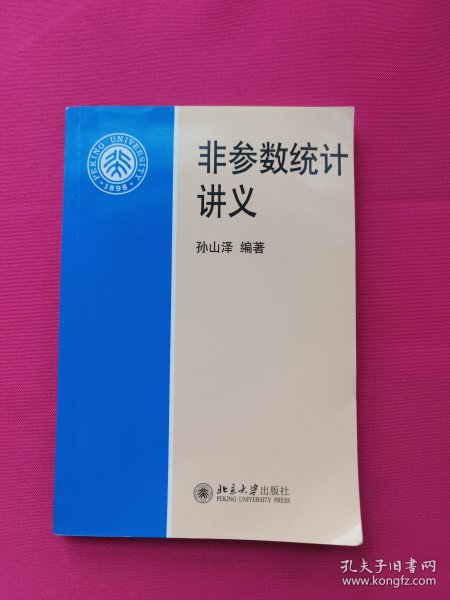 PEKING UNIVERSITY
·1898·
非参数统计
讲义
孙山泽 编著
北京大学出版社
PEKING UNIVERSITY PRESS
孔夫子旧书网
www.kongfz.com